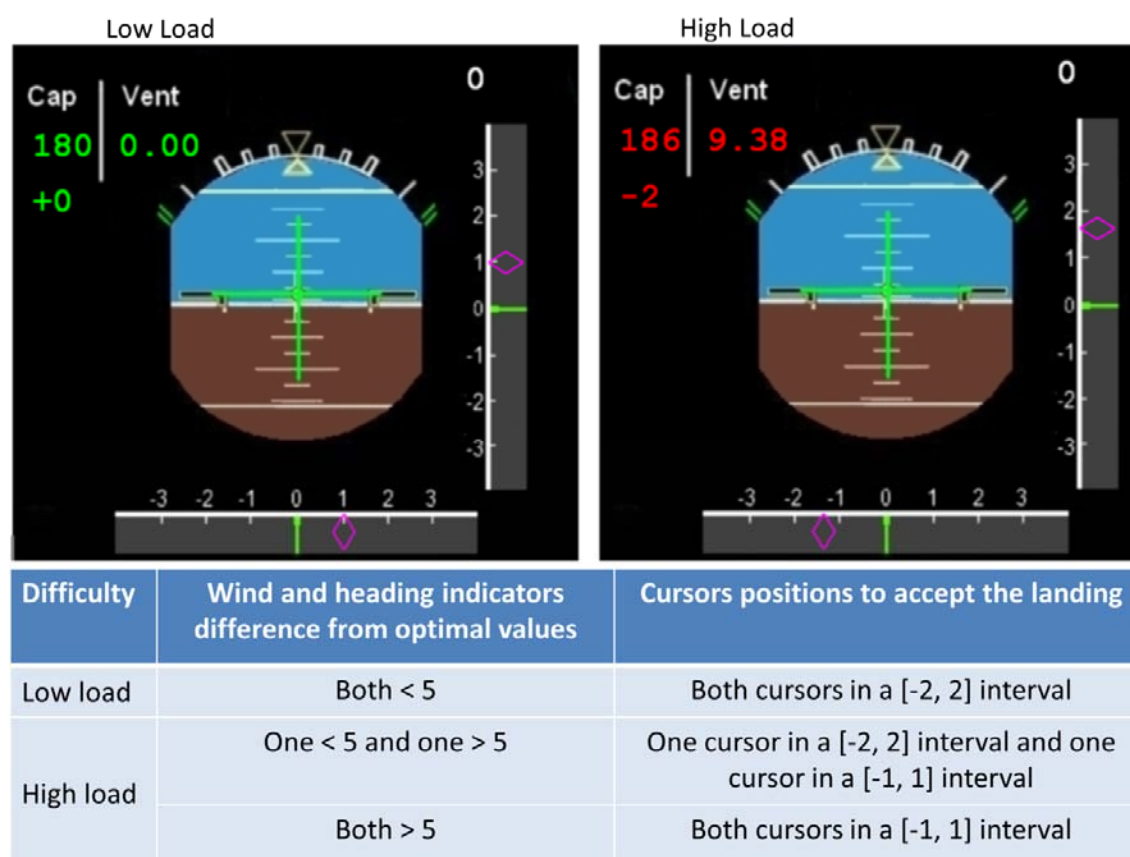 Low Load
0
Cap Vent
180 0.00
+0
3
2
1
0
-1
-2
-3
-3 -2 -1 0 1 2 3
High Load
0
Cap Vent
186 9.38
-2
3
2
1
0
-1
-2
-3
-3 -2 -1 0 1 2 3
Difficulty
Wind and heading indicators
difference from optimal values
Cursors positions to accept the landing
Low load
Both < 5
Both cursors in a [-2, 2] interval
High load
One < 5 and one > 5
One cursor in a [-2, 2] interval and one
cursor in a [-1, 1] interval
Both > 5
Both cursors in a [-1, 1] interval